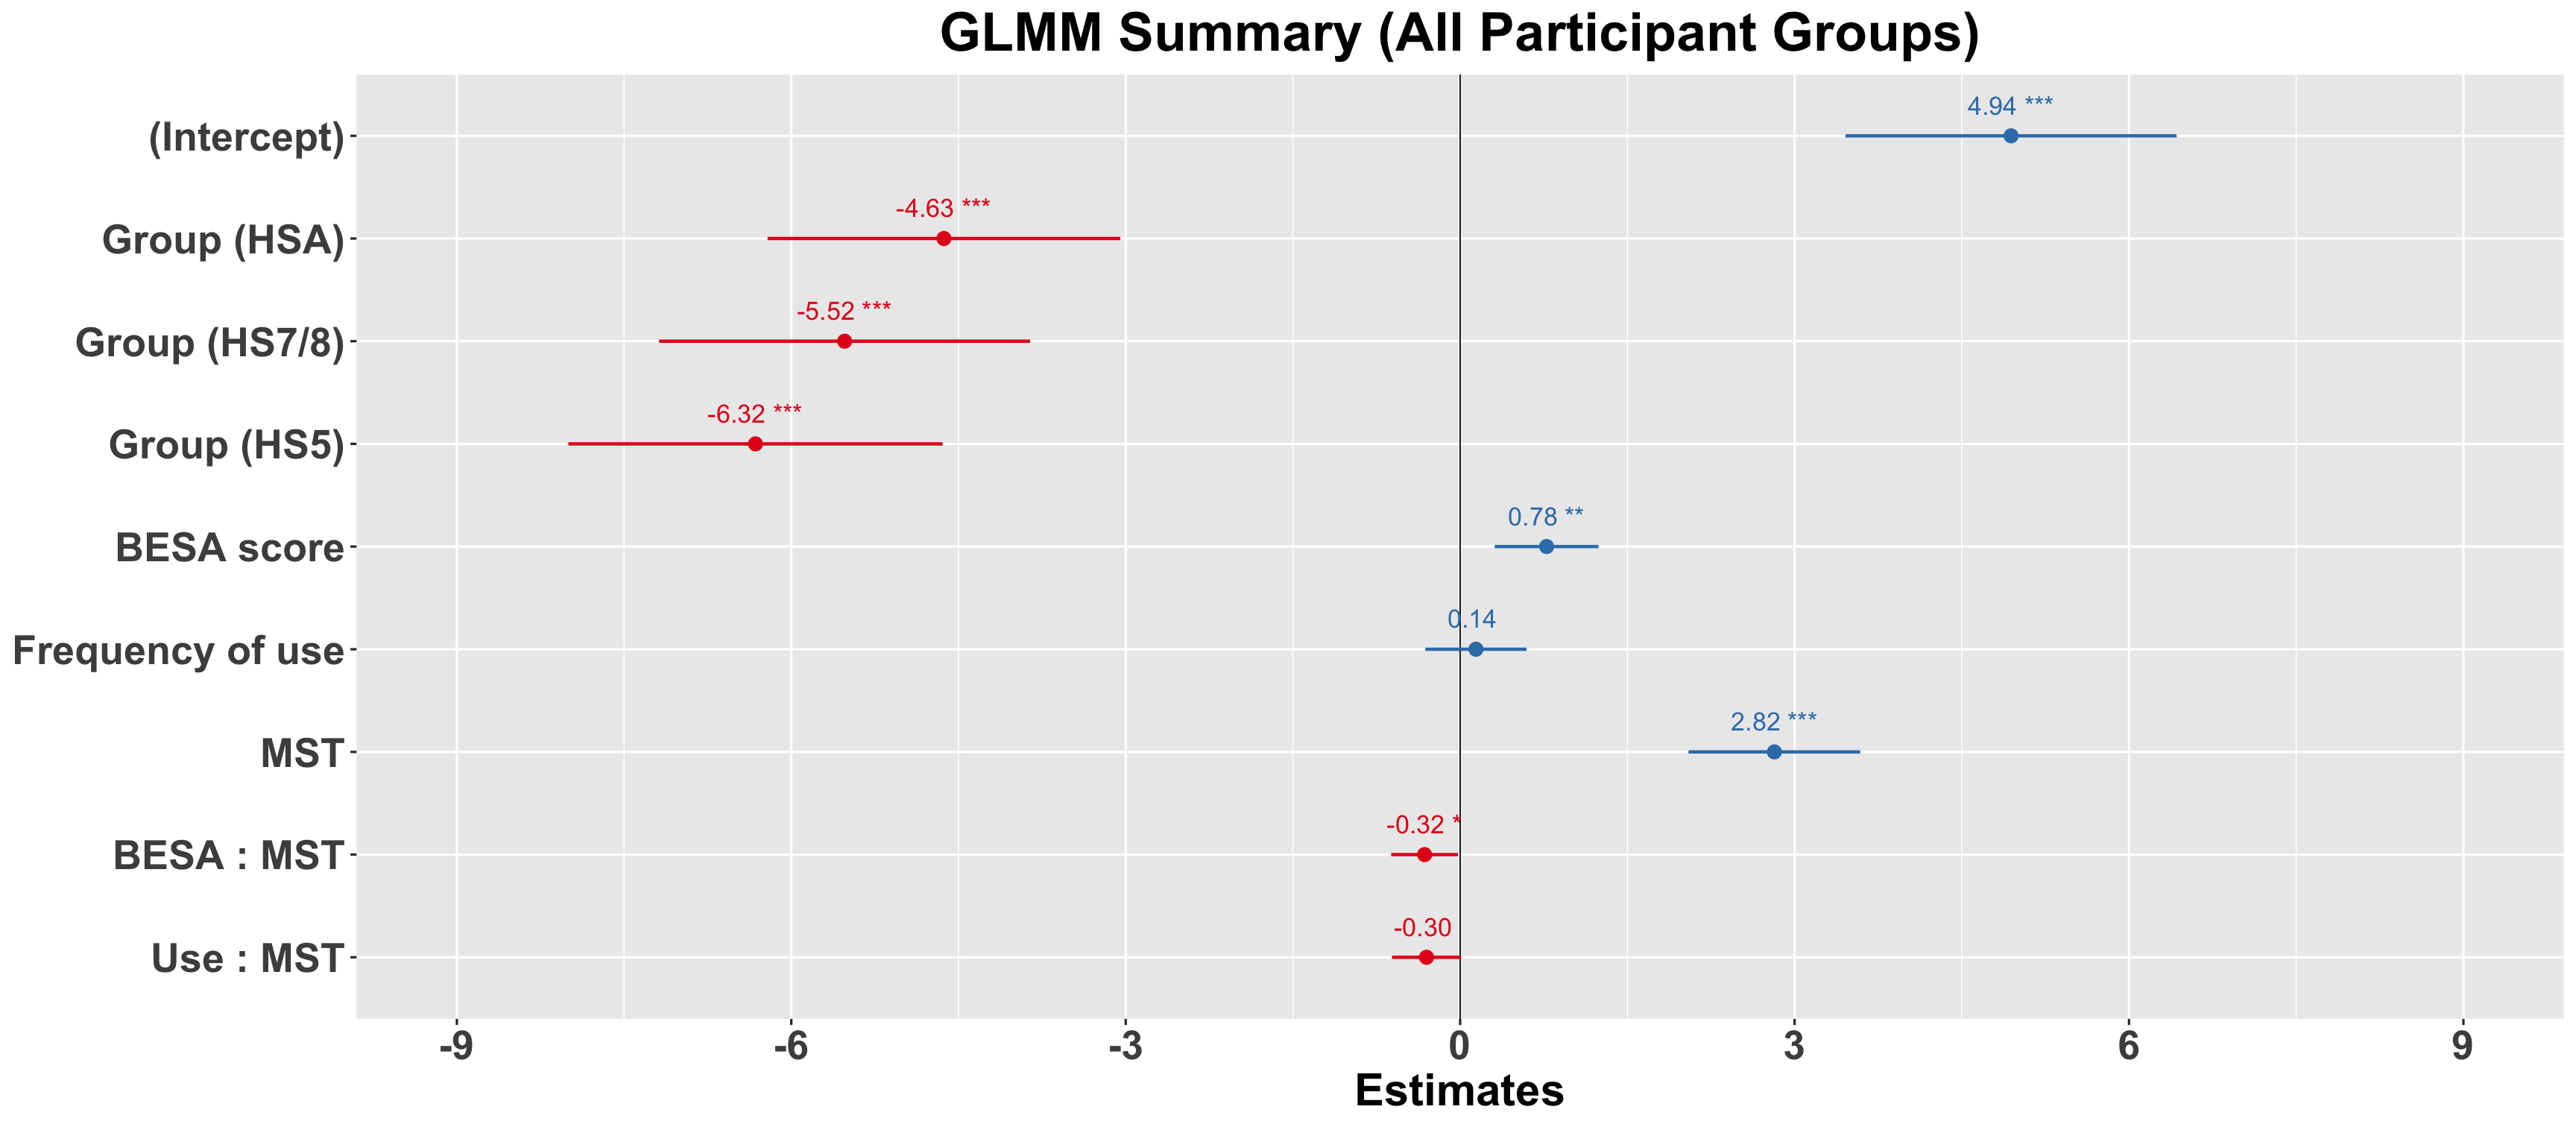 GLMM Summary (All Participant Groups)
(Intercept)
4.94 ***
Group (HSA)
-4.63 ***
Group (HS7/8)
-5.52 ***
Group (HS5)
-6.32 ***
BESA score
0.78 **
Frequency of use
0.14
MST
2.82 ***
BESA : MST
-0.32 *
Use : MST
-0.30
-9 -6 -3 0 3 6 9
Estimates